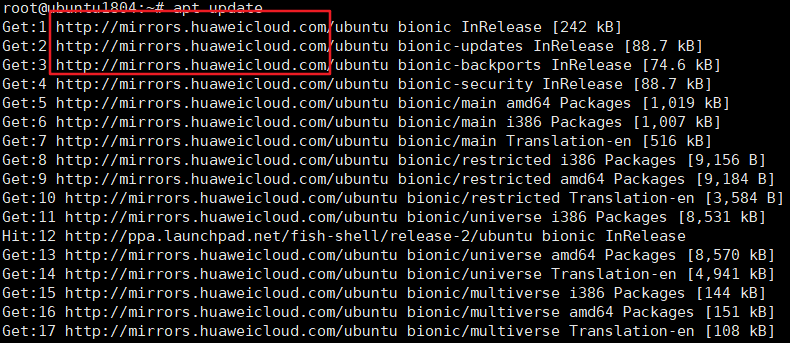 root@ubuntu1804:~# apt update
Get:1 http://mirrors.huaweicloud.com/ubuntu bionic InRelease [242 kB]
Get:2 http://mirrors.huaweicloud.com/ubuntu bionic-updates InRelease [88.7 kB]
Get:3 http://mirrors.huaweicloud.com/ubuntu bionic-backports InRelease [74.6 kB]
Get:4 http://mirrors.huaweicloud.com/ubuntu bionic-security InRelease [88.7 kB]
Get:5 http://mirrors.huaweicloud.com/ubuntu bionic/main amd64 Packages [1,019 kB]
Get:6 http://mirrors.huaweicloud.com/ubuntu bionic/main i386 Packages [1,007 kB]
Get:7 http://mirrors.huaweicloud.com/ubuntu bionic/main Translation-en [516 kB]
Get:8 http://mirrors.huaweicloud.com/ubuntu bionic/restricted i386 Packages [9,156 B]
Get:9 http://mirrors.huaweicloud.com/ubuntu bionic/restricted amd64 Packages [9,184 B]
Get:10 http://mirrors.huaweicloud.com/ubuntu bionic/restricted Translation-en [3,584 B]
Get:11 http://mirrors.huaweicloud.com/ubuntu bionic/universe i386 Packages [8,531 kB]
Hit:12 http://ppa.launchpad.net/fish-shell/release-2/ubuntu bionic InRelease
Get:13 http://mirrors.huaweicloud.com/ubuntu bionic/universe amd64 Packages [8,570 kB]
Get:14 http://mirrors.huaweicloud.com/ubuntu bionic/universe Translation-en [4,941 kB]
Get:15 http://mirrors.huaweicloud.com/ubuntu bionic/multiverse i386 Packages [144 kB]
Get:16 http://mirrors.huaweicloud.com/ubuntu bionic/multiverse amd64 Packages [151 kB]
Get:17 http://mirrors.huaweicloud.com/ubuntu bionic/multiverse Translation-en [108 kB]